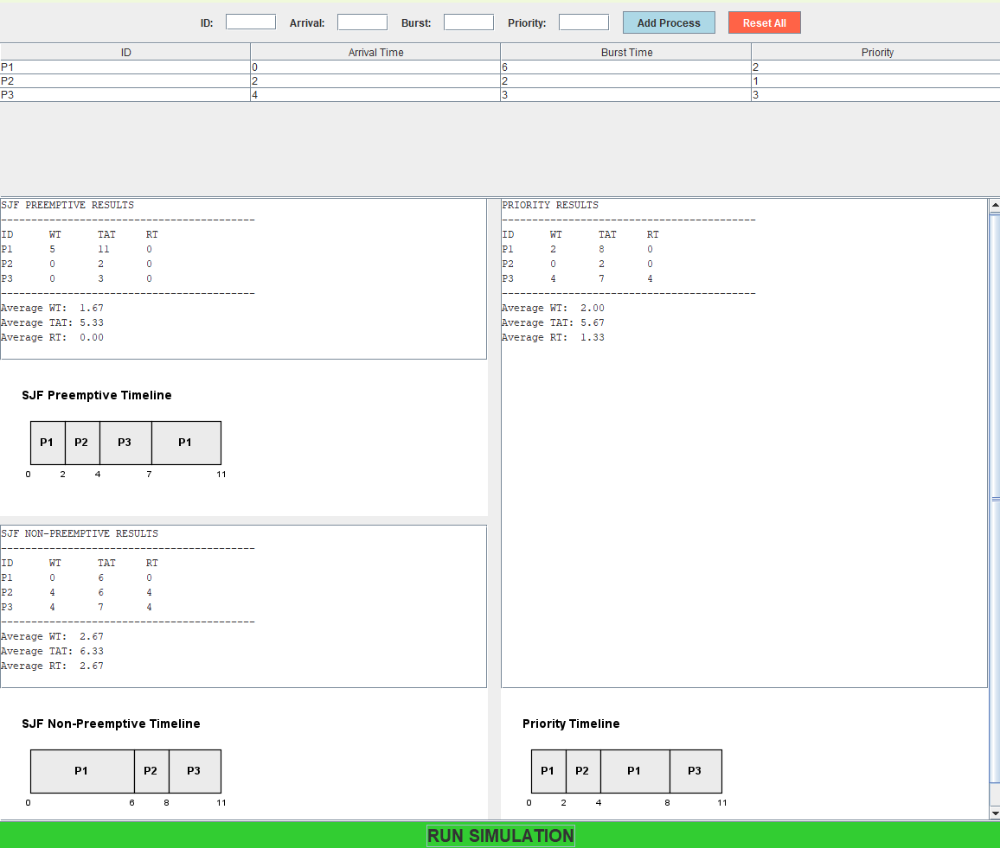 ID: Arrival: Burst: Priority: Add Process Reset All
ID Arrival Time Burst Time Priority
P1 0 6 2
P2 2 2 1
P3 4 3 3
SJF PREEMPTIVE RESULTS
------------------------------------------
ID WT TAT RT
P1 5 11 0
P2 0 2 0
P3 0 3 0
------------------------------------------
Average WT: 1.67
Average TAT: 5.33
Average RT: 0.00
SJF Preemptive Timeline
P1 P2 P3 P1
0 2 4 7 11
SJF NON-PREEMPTIVE RESULTS
------------------------------------------
ID WT TAT RT
P1 0 6 0
P2 4 6 4
P3 4 7 4
------------------------------------------
Average WT: 2.67
Average TAT: 6.33
Average RT: 2.67
SJF Non-Preemptive Timeline
P1 P2 P3
0 6 8 11
PRIORITY RESULTS
------------------------------------------
ID WT TAT RT
P1 2 8 0
P2 0 2 0
P3 4 7 4
------------------------------------------
Average WT: 2.00
Average TAT: 5.67
Average RT: 1.33
Priority Timeline
P1 P2 P1 P3
0 2 4 8 11
RUN SIMULATION